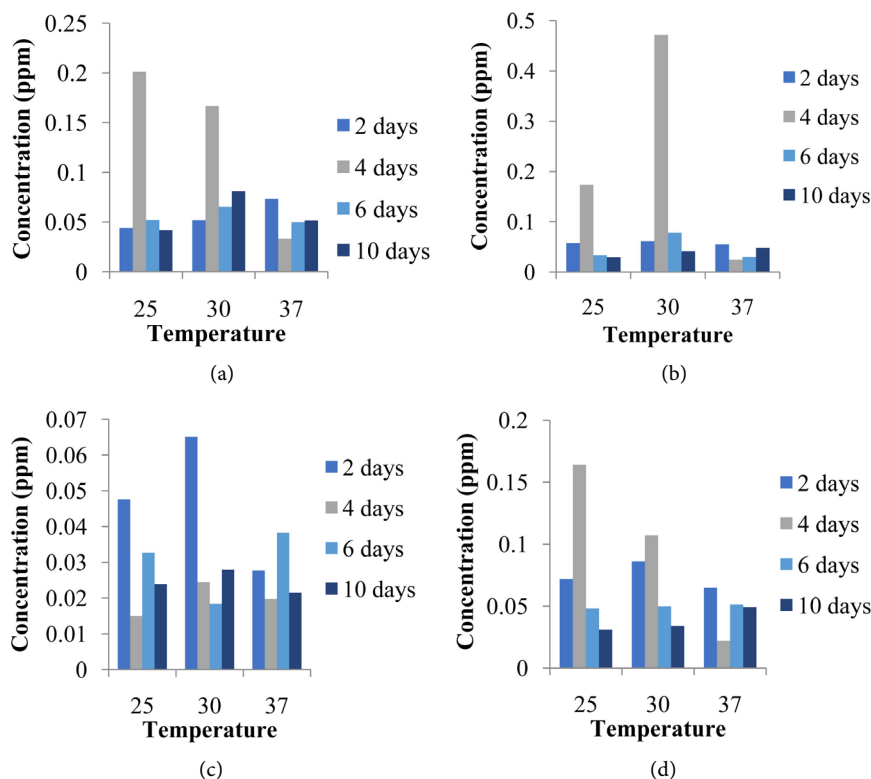 Concentration (ppm)
0.25
0.2
0.15
0.1
0.05
0
25 30 37
Temperature
2 days
4 days
6 days
10 days
(a)
Concentration (ppm)
0.5
0.4
0.3
0.2
0.1
0
25 30 37
Temperature
2 days
4 days
6 days
10 days
(b)
Concentration (ppm)
0.07
0.06
0.05
0.04
0.03
0.02
0.01
0
25 30 37
Temperature
2 days
4 days
6 days
10 days
(c)
Concentration (ppm)
0.2
0.15
0.1
0.05
0
25 30 37
Temperature
2 days
4 days
6 days
10 days
(d)